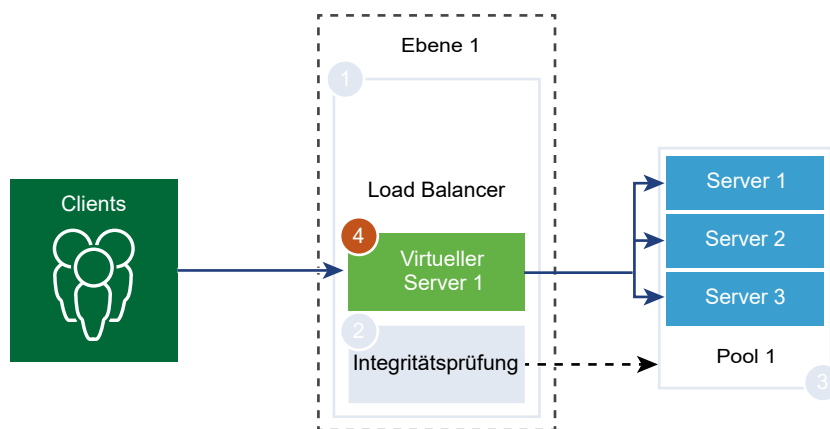 Ebene 1
1
Load Balancer
Clients
4
Virtueller
Server 1
2
Integritätsprüfung
Server 1
Server 2
Server 3
Pool 1
3